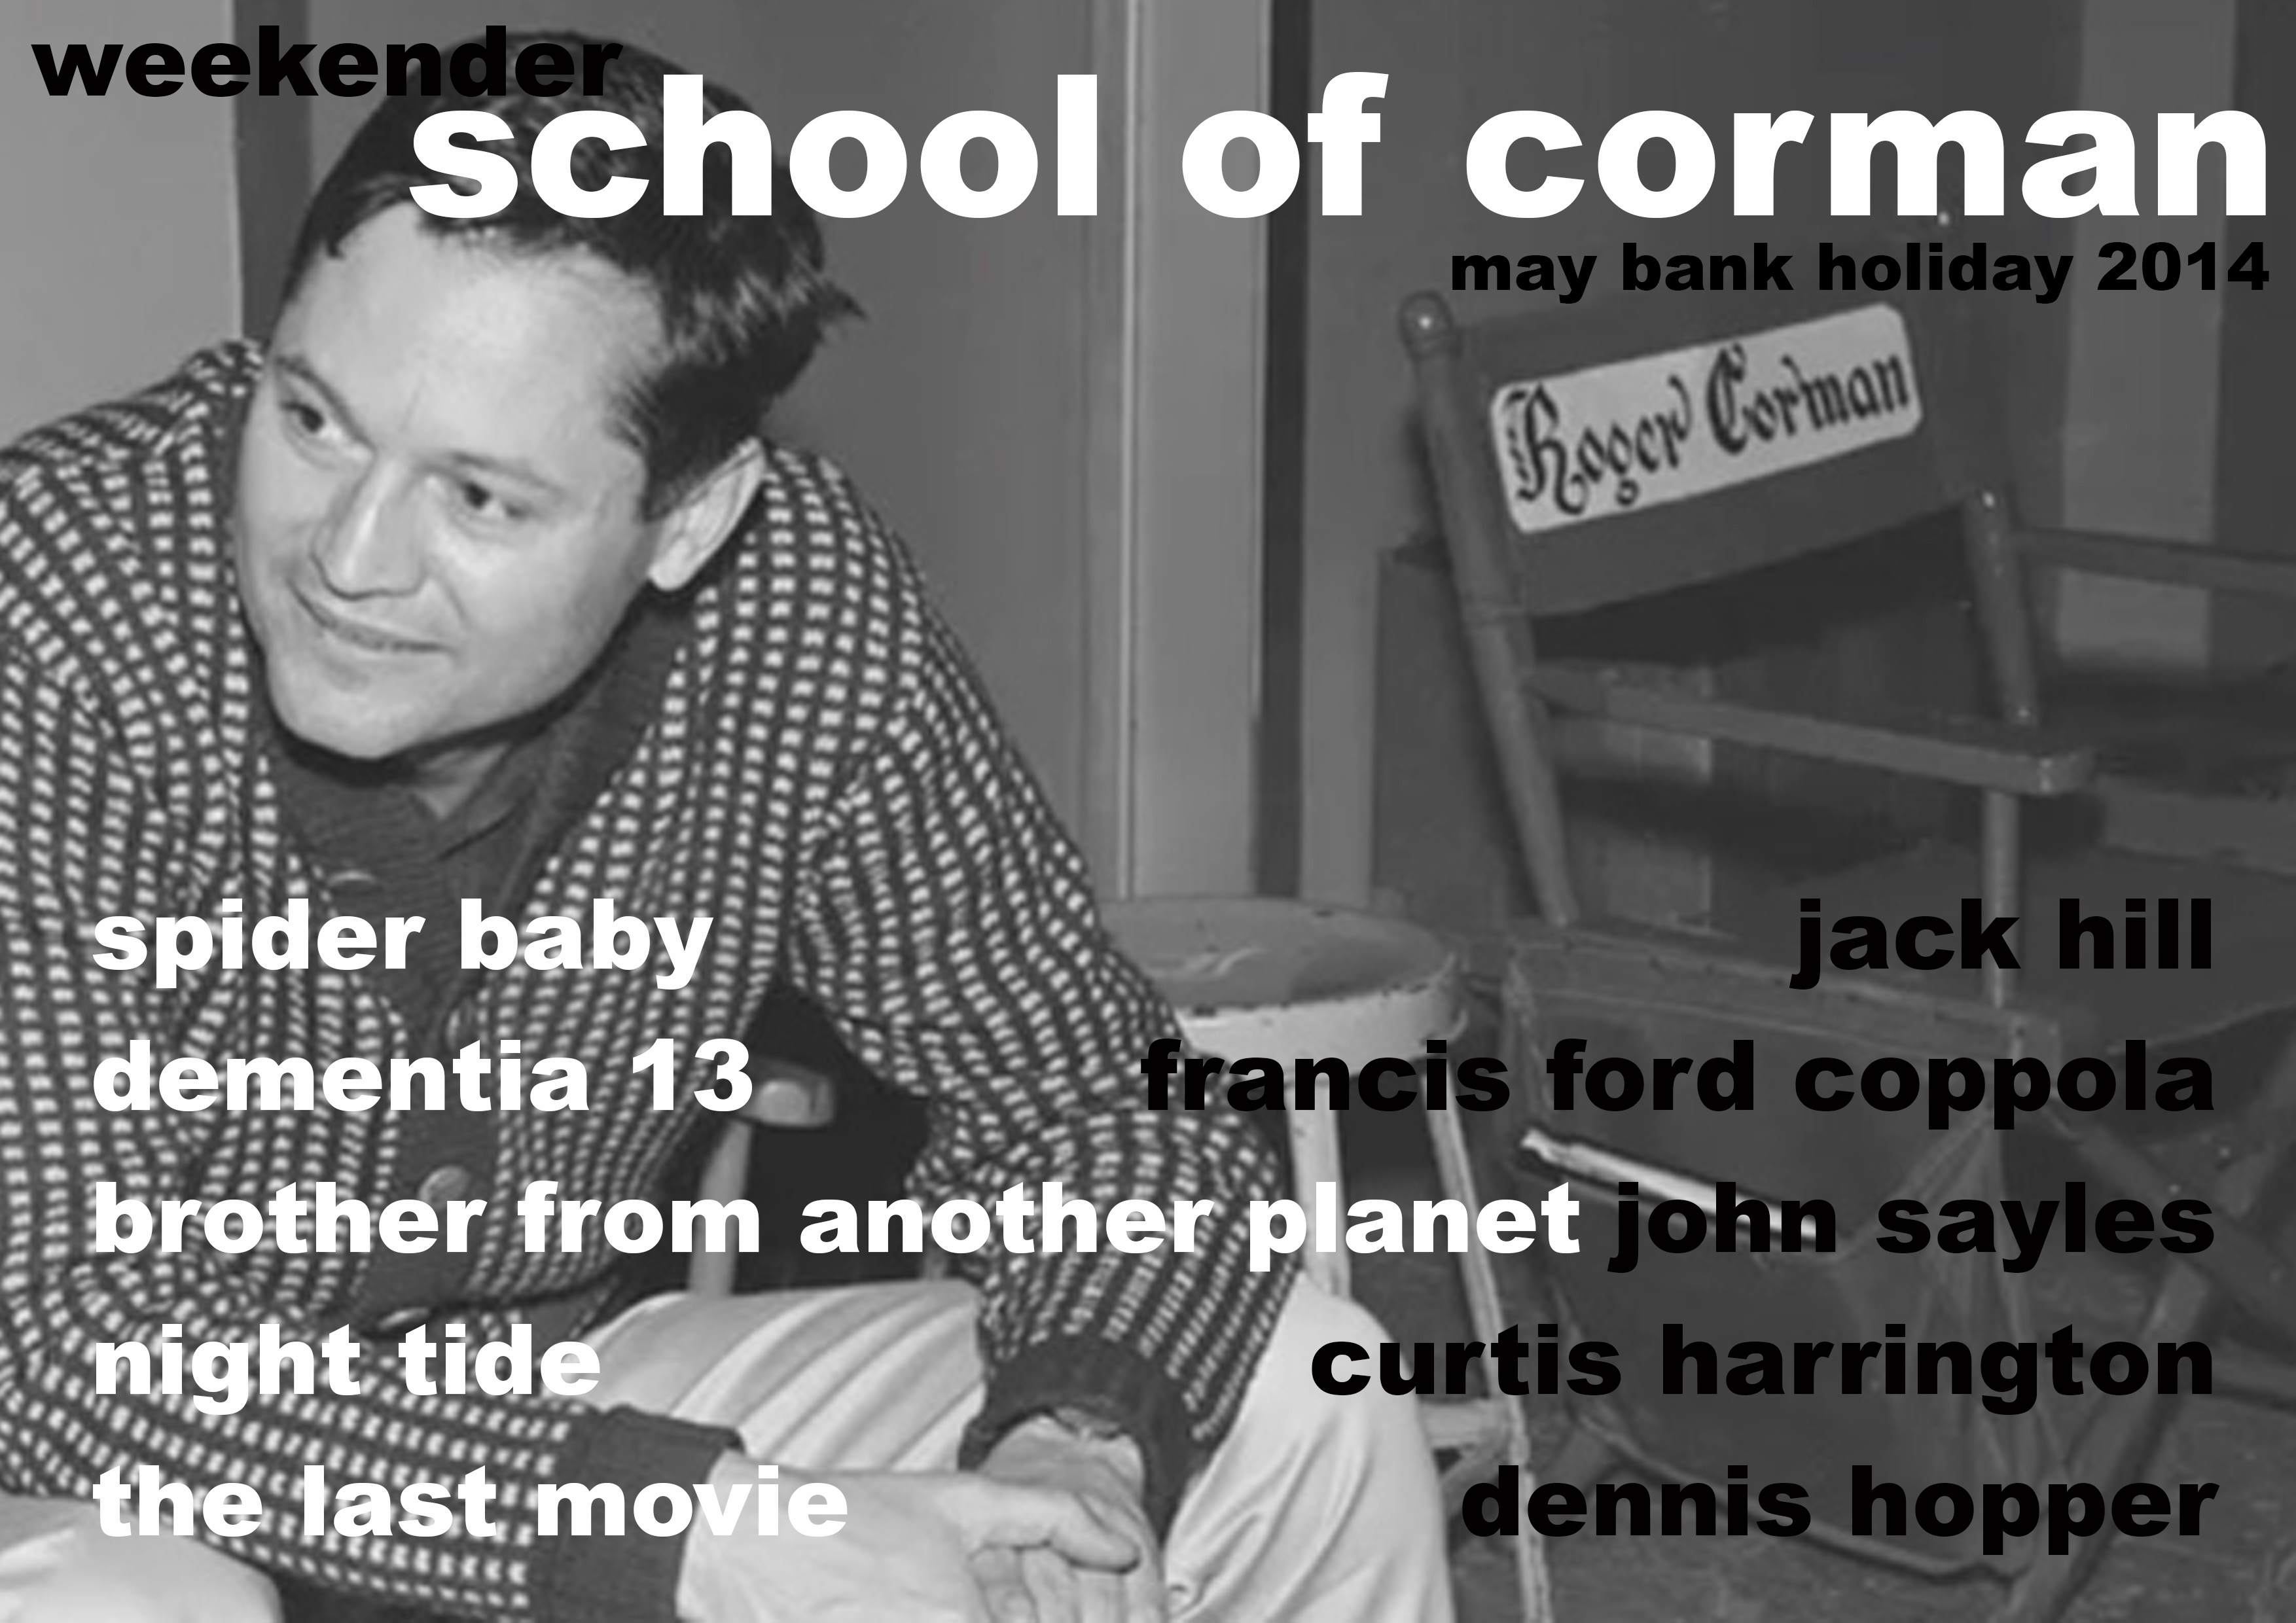 weekender
school of corman
may bank holiday 2014
Roger Corman
spider baby jack hill
dementia 13 francis ford coppola
brother from another planet john sayles
night tide curtis harrington
the last movie dennis hopper